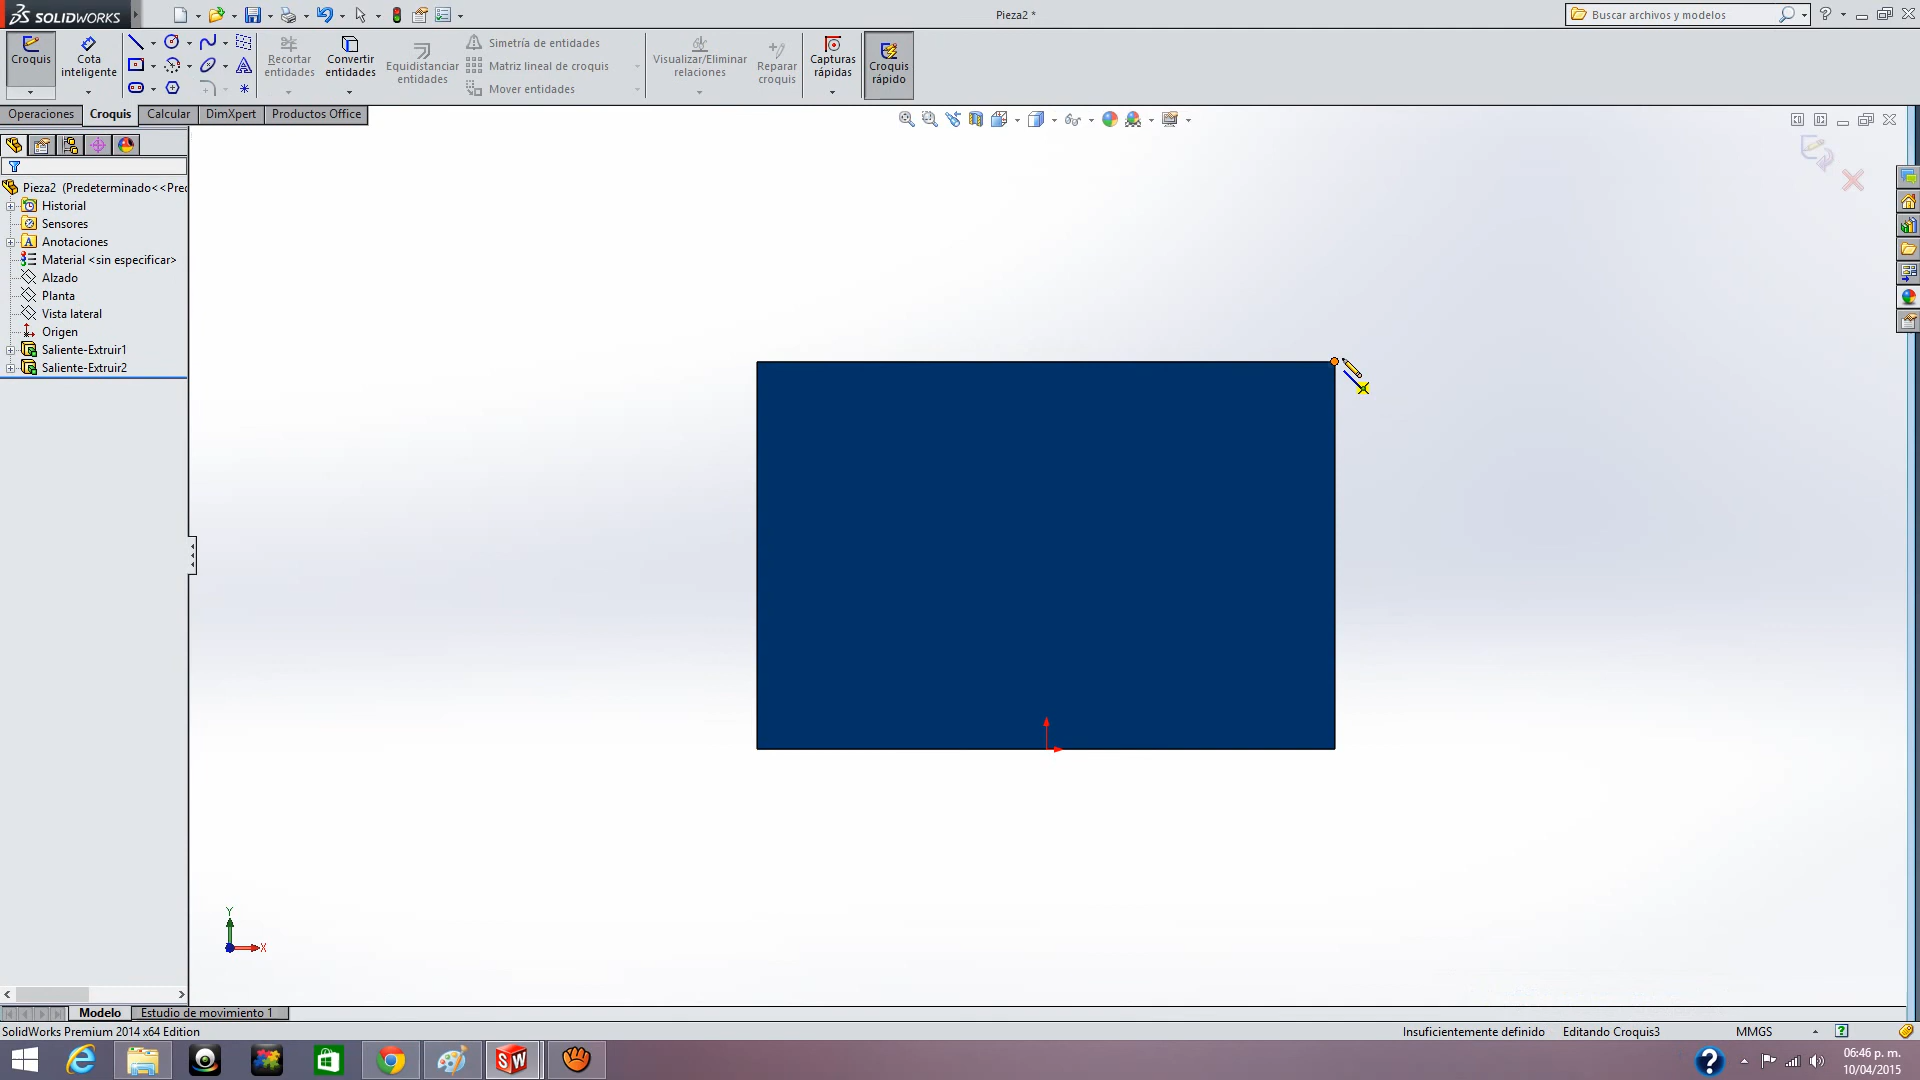 SOLIDWORKS
Pieza2 *
Buscar archivos y modelos
Croquis
Cota inteligente
Recortar entidades
Convertir entidades
Equidistanciar entidades
Simetría de entidades
Matriz lineal de croquis
Mover entidades
Visualizar/Eliminar relaciones
Reparar croquis
Capturas rápidas
Croquis rápido
Operaciones
Croquis
Calcular
DimXpert
Productos Office
Pieza2 (Predeterminado<<Pred
Historial
Sensores
Anotaciones
Material <sin especificar>
Alzado
Planta
Vista lateral
Origen
Saliente-Extruir1
Saliente-Extruir2
Y
X
Modelo
Estudio de movimiento 1
SolidWorks Premium 2014 x64 Edition
Insuficientemente definido
Editando Croquis3
MMGS
06:46 p. m.
10/04/2015